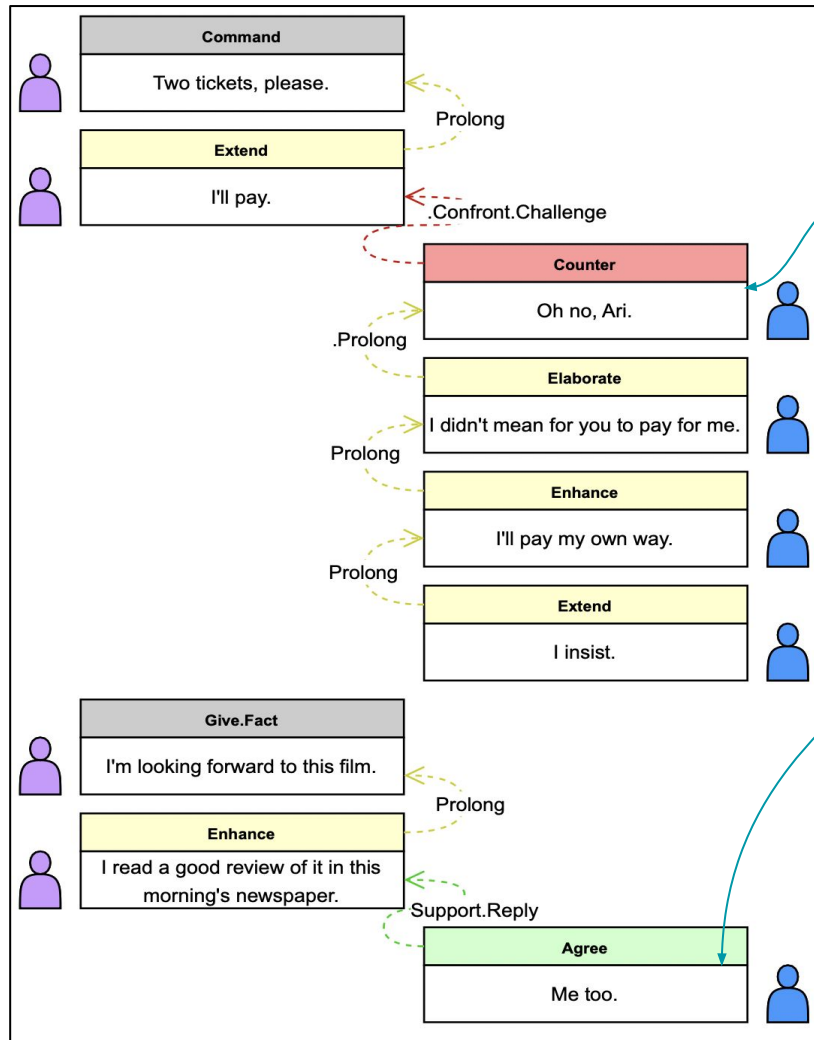 Command
Two tickets, please.
Prolong
Extend
I'll pay.
.Confront.Challenge
Counter
Oh no, Ari.
.Prolong
Elaborate
I didn't mean for you to pay for me.
Prolong
Enhance
I'll pay my own way.
Prolong
Extend
I insist.
Give.Fact
I'm looking forward to this film.
Prolong
Enhance
I read a good review of it in this
morning's newspaper.
Support.Reply
Agree
Me too.